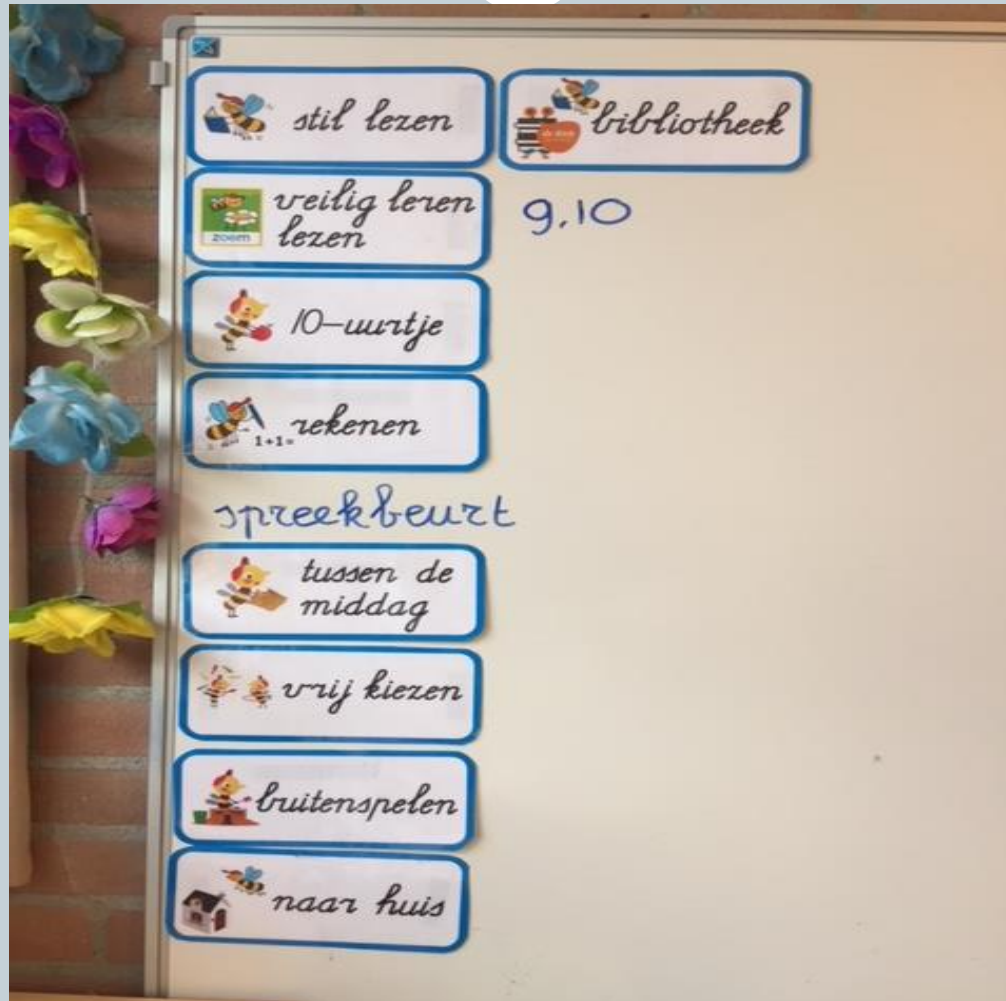 stil lezen
bibliotheek
veilig leren
lezen
zoem
9.10
10-uurtje
rekenen
1+1=
spreekbeurt
tussen de
middag
vrij kiezen
buitenspelen
naar huis